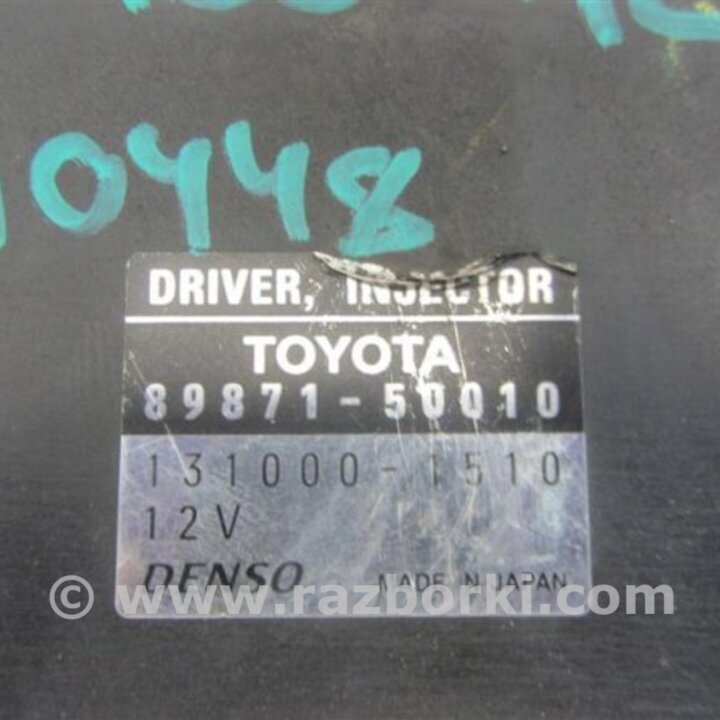 10448
DRIVER, INJECTOR
TOYOTA
89871-50010
131000-1510
12V
DENSO MADE IN JAPAN
© www.razborki.com